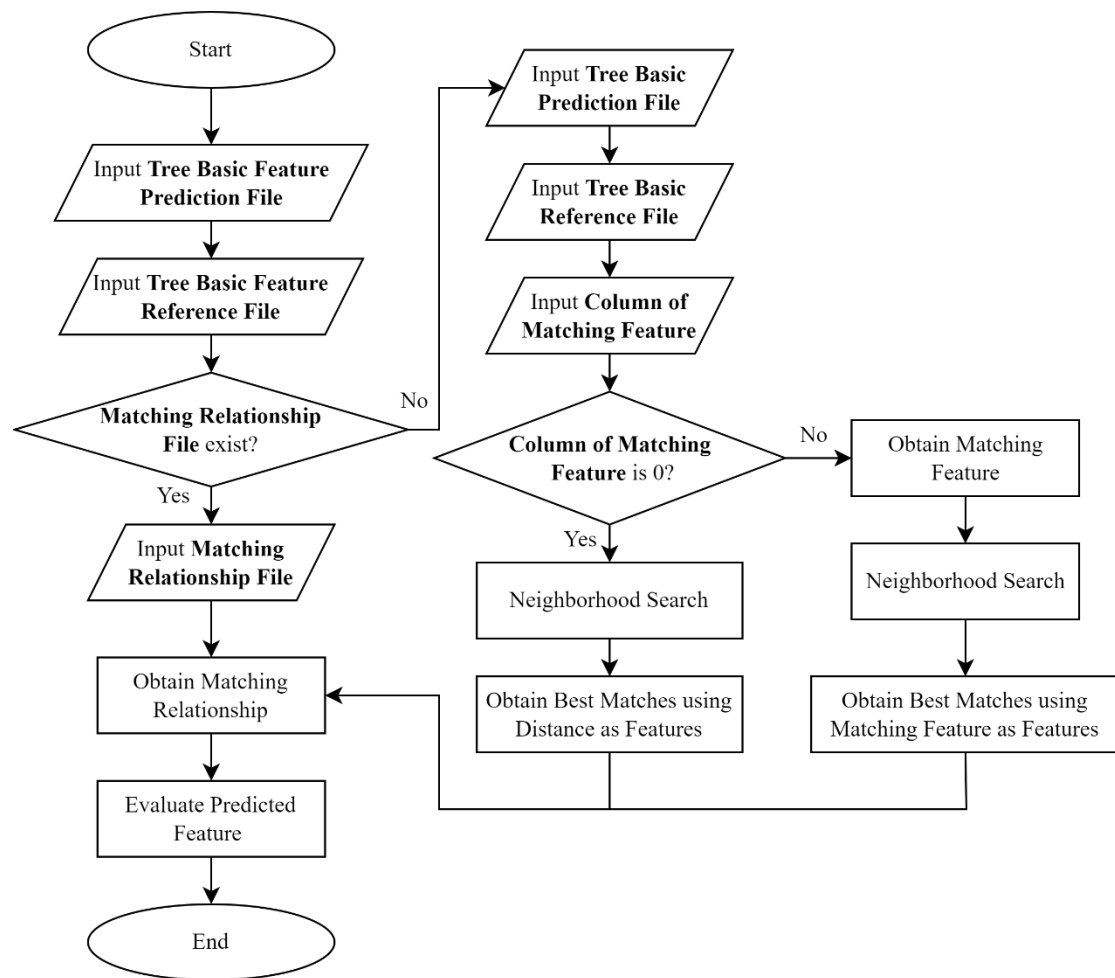 Start
Input Tree Basic Feature
Prediction File
Input Tree Basic Feature
Reference File
Matching Relationship
File exist?
No
Yes
Input Matching
Relationship File
Obtain Matching
Relationship
Evaluate Predicted
Feature
End
Input Tree Basic
Prediction File
Input Tree Basic
Reference File
Input Column of
Matching Feature
Column of Matching
Feature is 0?
No
Yes
Neighborhood Search
Obtain Best Matches using
Distance as Features
Obtain Matching
Feature
Neighborhood Search
Obtain Best Matches using
Matching Feature as Features